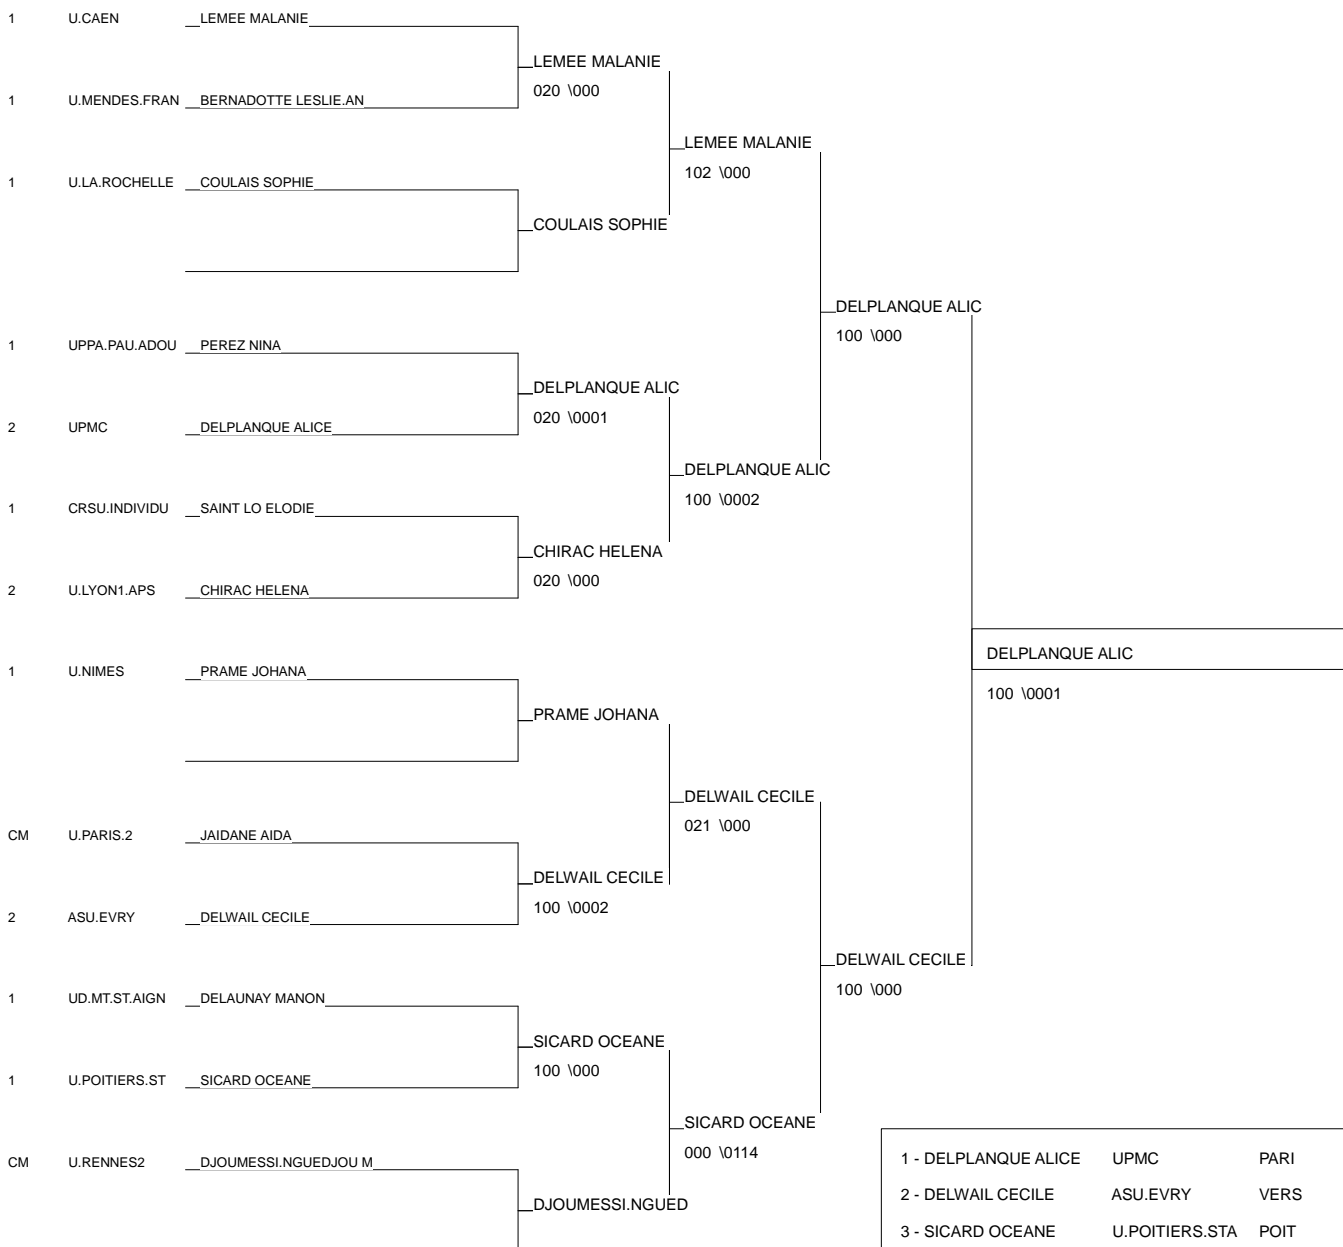 1 U.CAEN LEMEE MALANIE
LEMEE MALANIE
020 \000
1 U.MENDES.FRAN BERNADOTTE LESLIE.AN
LEMEE MALANIE
102 \000
1 U.LA.ROCHELLE COULAIS SOPHIE
COULAIS SOPHIE
DELPLANQUE ALIC
100 \000
1 UPPA.PAU.ADOU PEREZ NINA
DELPLANQUE ALIC
020 \0001
2 UPMC DELPLANQUE ALICE
DELPLANQUE ALIC
100 \0002
1 CRSU.INDIVIDU SAINT LO ELODIE
CHIRAC HELENA
020 \000
2 U.LYON1.APS CHIRAC HELENA
DELPLANQUE ALIC
100 \0001
1 U.NIMES PRAME JOHANA
PRAME JOHANA
DELWAIL CECILE
021 \000
CM U.PARIS.2 JAIDANE AIDA
DELWAIL CECILE
100 \0002
2 ASU.EVRY DELWAIL CECILE
DELWAIL CECILE
100 \000
1 UD.MT.ST.AIGN DELAUNAY MANON
SICARD OCEANE
100 \000
1 U.POITIERS.ST SICARD OCEANE
SICARD OCEANE
000 \0114
CM U.RENNES2 DJOUMESSI.NGUEDJOU M
DJOUMESSI.NGUED
1 - DELPLANQUE ALICE UPMC PARI
2 - DELWAIL CECILE ASU.EVRY VERS
3 - SICARD OCEANE U.POITIERS.STA POIT